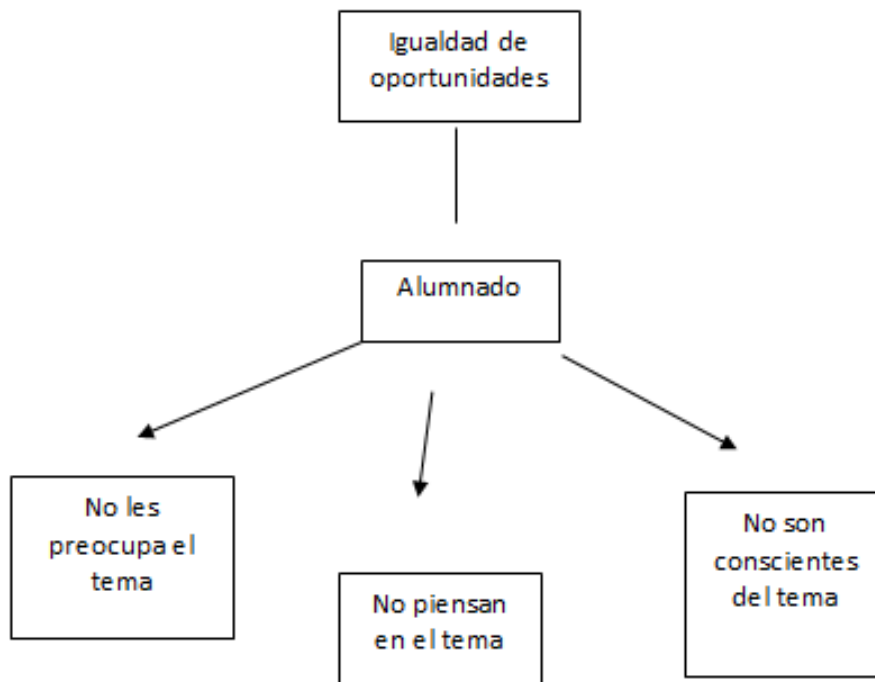 Igualdad de
oportunidades
Alumnado
No les
preocupa el
tema
No piensan
en el tema
No son
conscientes
del tema